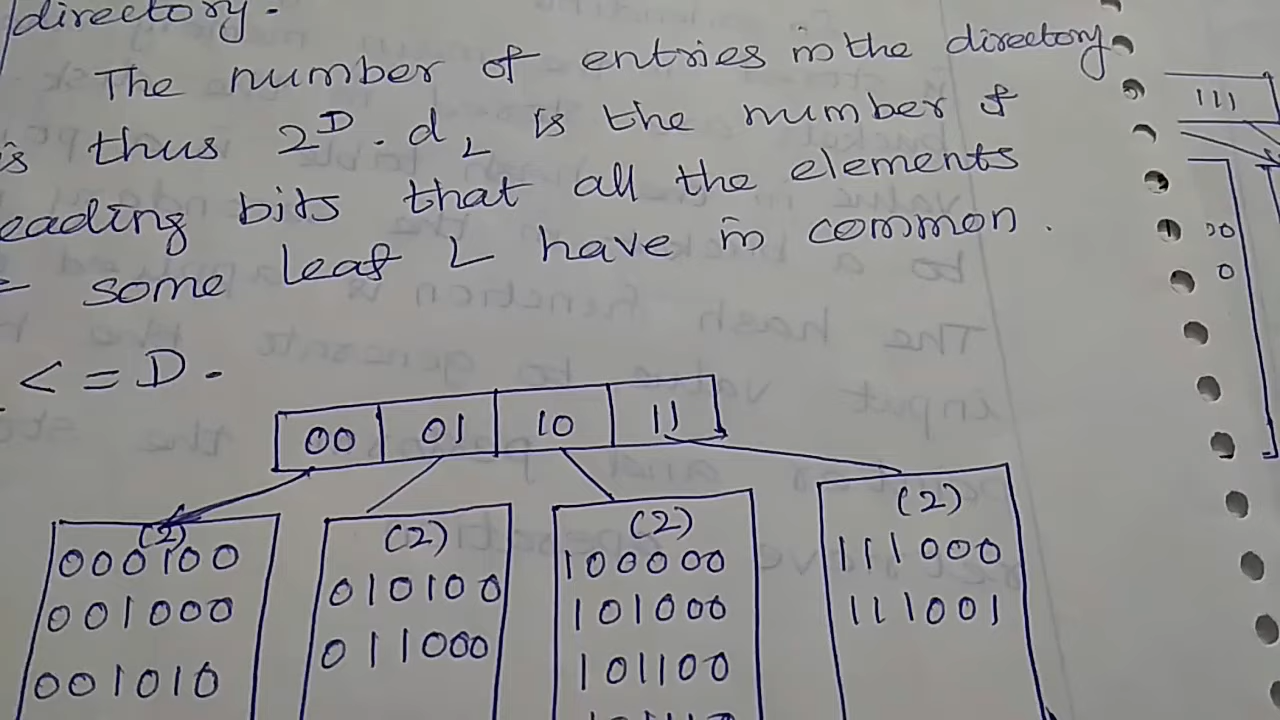 directory.
The number of entries in the directory
is thus 2^D. d_L is the number of
eading bits that all the elements
some leaf L have in common.
<= D.
00 01 10 11
111
(2) (2) (2) (2)
000100 010100 100000 111000
001000 011000 101000 111001
001010 101100